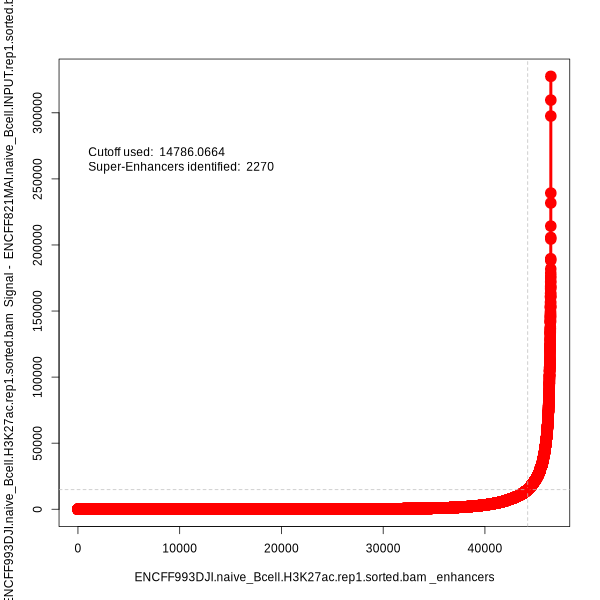 Cutoff used:  14786.0664
Super-Enhancers identified:  2270
300000
250000
200000
150000
100000
50000
0
0 10000 20000 30000 40000
ENCFF993DJI.naive_Bcell.H3K27ac.rep1.sorted.bam _enhancers
ENCFF993DJI.naive_Bcell.H3K27ac.rep1.sorted.bam  Signal -  ENCFF821MAI.naive_Bcell.INPUT.rep1.sorted.b